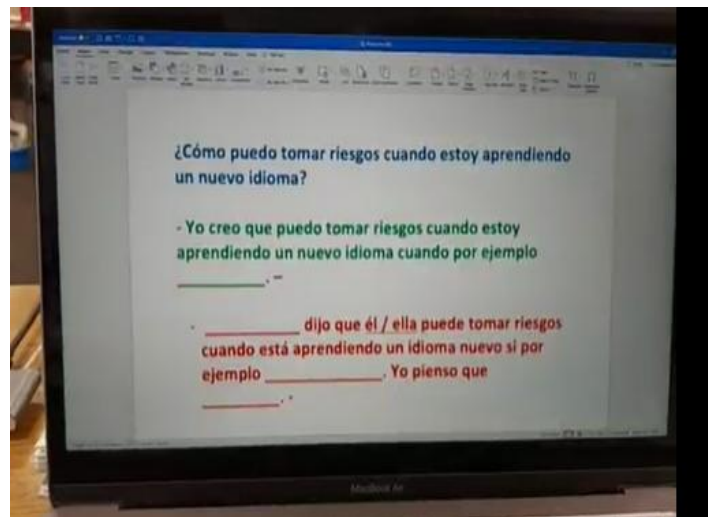 ¿Cómo puedo tomar riesgos cuando estoy aprendiendo
un nuevo idioma?
- Yo creo que puedo tomar riesgos cuando estoy
aprendiendo un nuevo idioma cuando por ejemplo
__________. –
. ___________ dijo que él / ella puede tomar riesgos
cuando está aprendiendo un idioma nuevo si por
ejemplo ______________. Yo pienso que
_________. .
MacBook Air